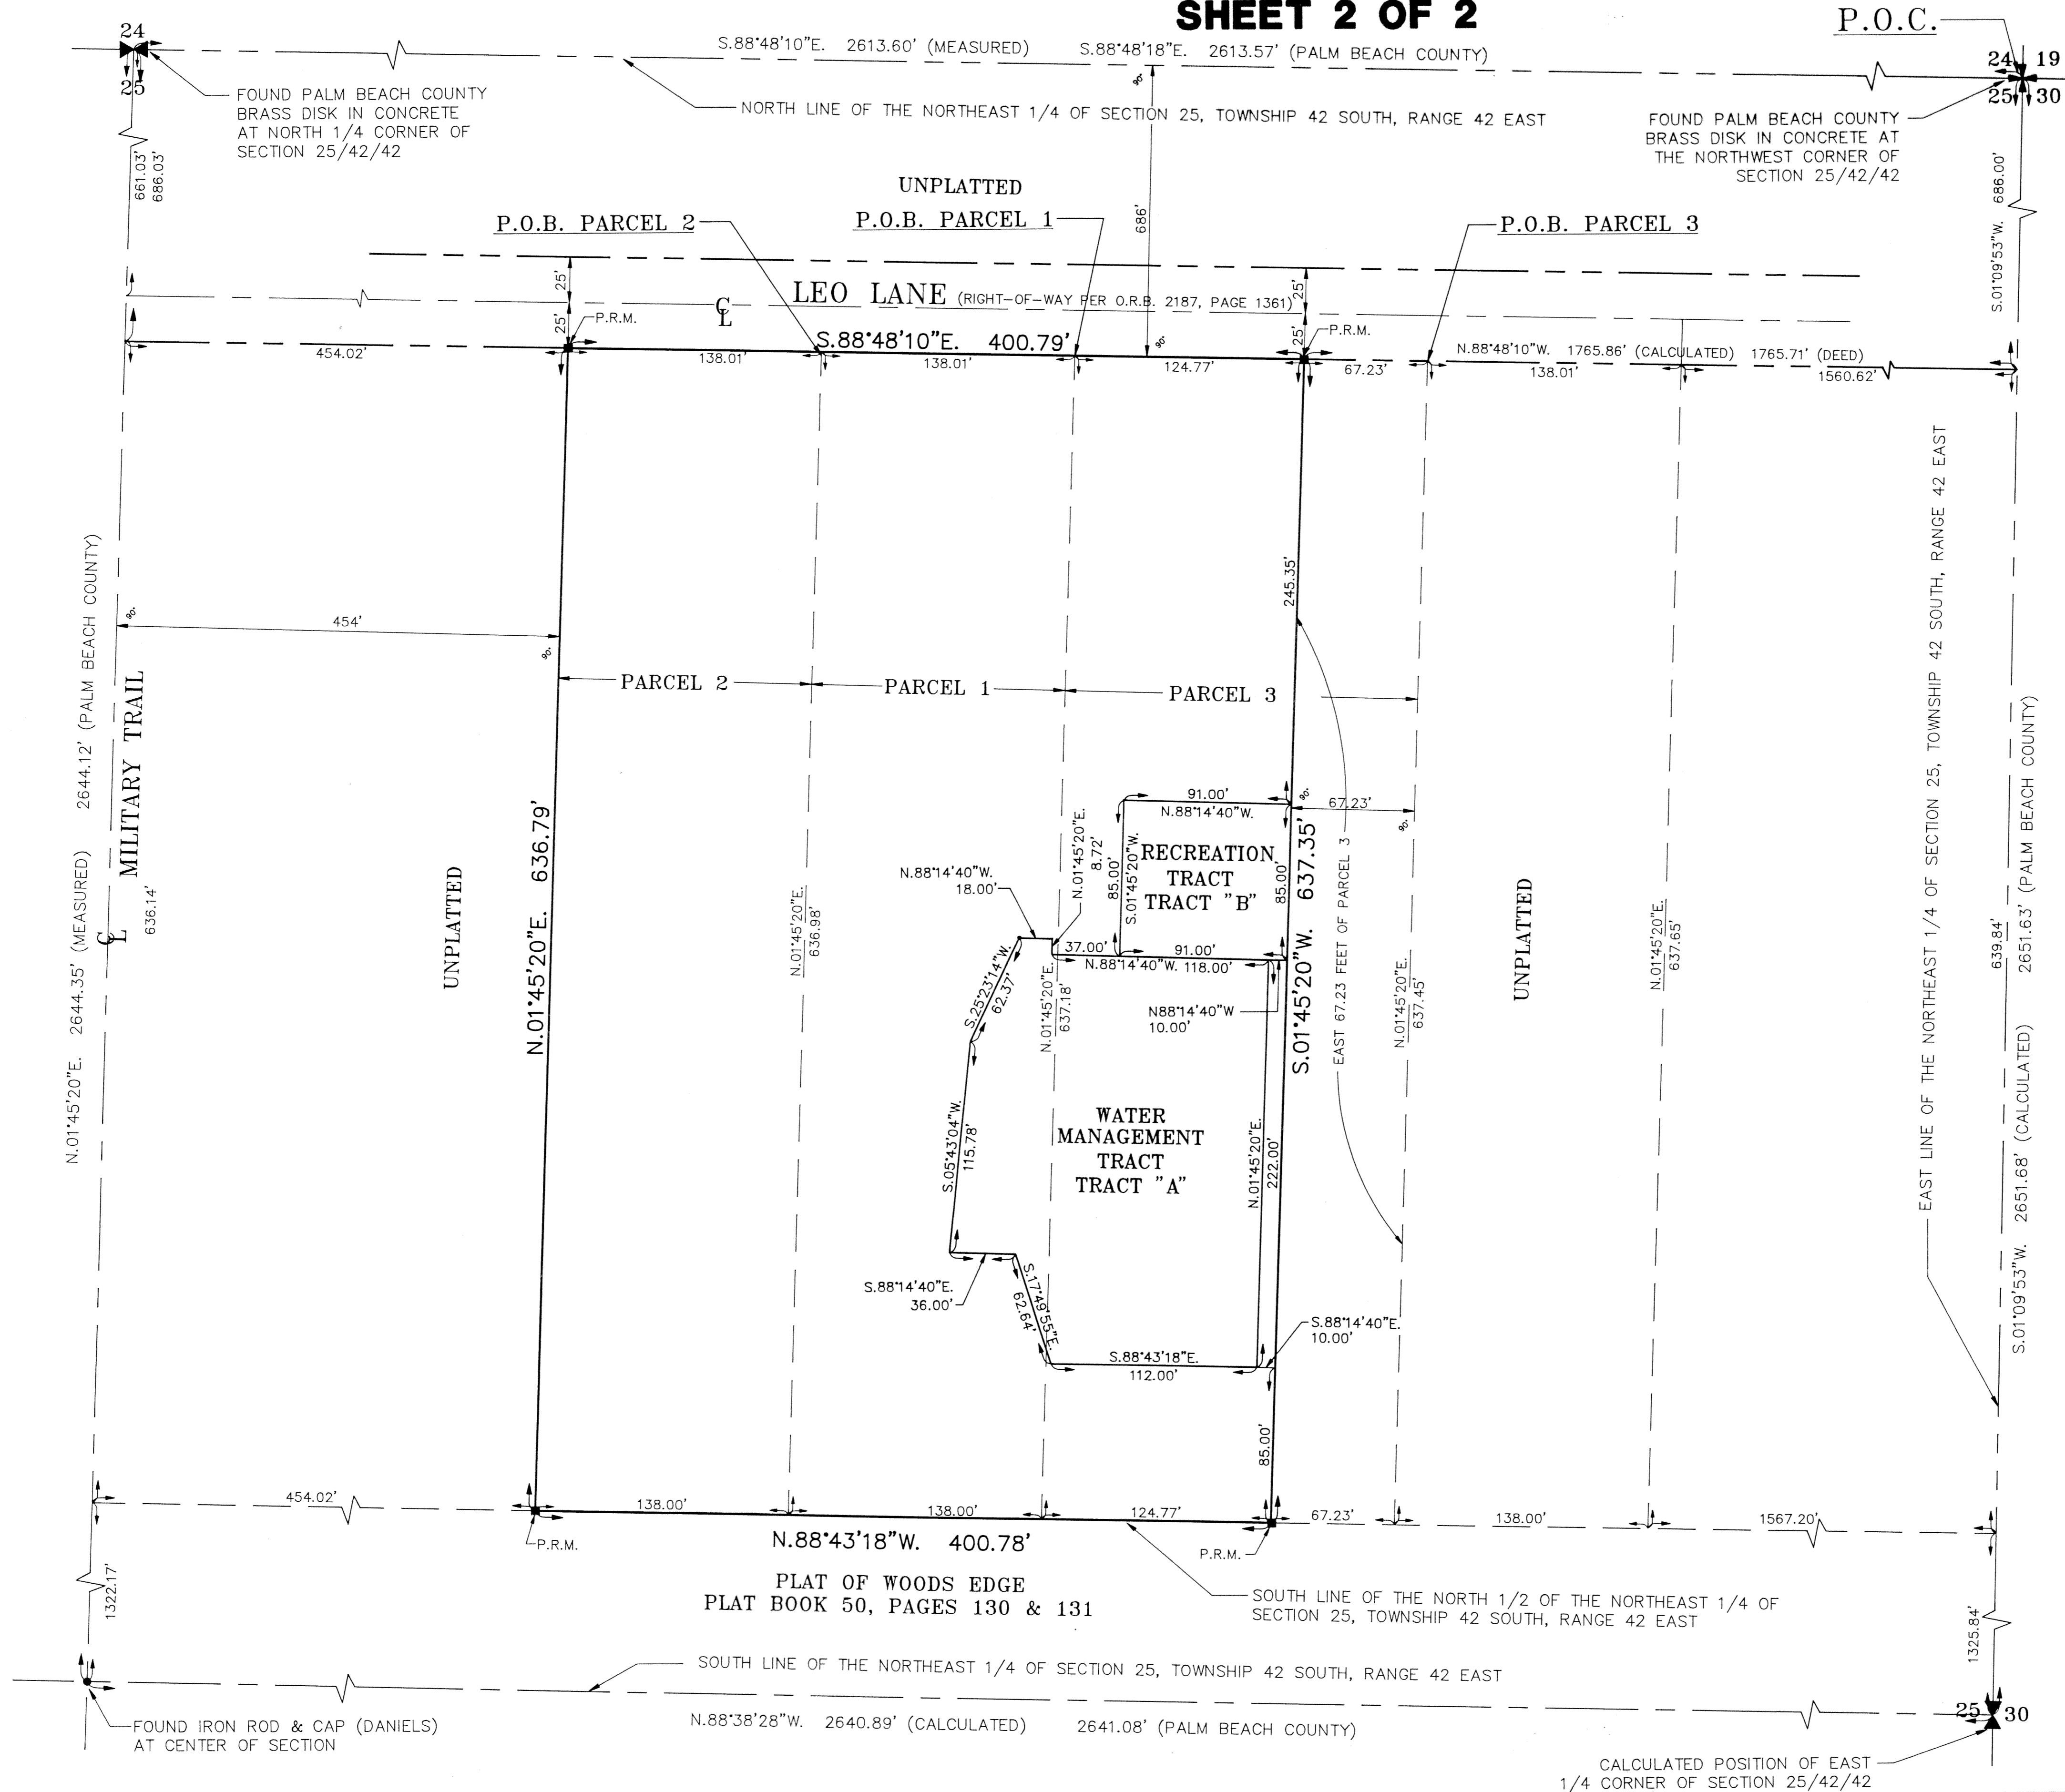 SHEET 2 OF 2
P.O.C.
24
25
S.88°48'10"E. 2613.60' (MEASURED) S.88°48'18"E. 2613.57' (PALM BEACH COUNTY)
24 19
25 30
FOUND PALM BEACH COUNTY
BRASS DISK IN CONCRETE
AT NORTH 1/4 CORNER OF
SECTION 25/42/42
NORTH LINE OF THE NORTHEAST 1/4 OF SECTION 25, TOWNSHIP 42 SOUTH, RANGE 42 EAST
90°
FOUND PALM BEACH COUNTY
BRASS DISK IN CONCRETE AT
THE NORTHWEST CORNER OF
SECTION 25/42/42
661.03'
686.03'
S.01°09'53"W. 686.00'
UNPLATTED
P.O.B. PARCEL 2
P.O.B. PARCEL 1
686'
P.O.B. PARCEL 3
25'
25'
LEO LANE (RIGHT-OF-WAY PER O.R.B. 2187, PAGE 1361)
CL
25'
25'
P.R.M.
P.R.M.
S.88°48'10"E. 400.79'
90°
N.88°48'10"W. 1765.86' (CALCULATED) 1765.71' (DEED)
454.02'
138.01'
138.01'
124.77'
67.23'
138.01'
1560.62'
245.35'
90°
454'
90°
PARCEL 2
PARCEL 1
PARCEL 3
N.01°45'20"E. 2644.35' (MEASURED) 2644.12' (PALM BEACH COUNTY)
CL MILITARY TRAIL
636.14'
UNPLATTED
N.01°45'20"E. 636.79'
N.01°45'20"E.
636.98'
91.00'
N.88°14'40"W.
90°
67.23'
90°
N.01°45'20"E.
8.72'
85.00'
S.01°45'20"W.
RECREATION
TRACT
TRACT "B"
85.00'
N.88°14'40"W.
18.00'
37.00'
91.00'
N.88°14'40"W. 118.00'
S.25°23'14"W.
62.37'
N.01°45'20"E.
637.18'
N88°14'40"W
10.00'
S.01°45'20"W. 637.35'
EAST 67.23 FEET OF PARCEL 3
N.01°45'20"E.
637.45'
UNPLATTED
N.01°45'20"E.
637.65'
EAST LINE OF THE NORTHEAST 1/4 OF SECTION 25, TOWNSHIP 42 SOUTH, RANGE 42 EAST
639.84'
S.01°09'53"W. 2651.68' (CALCULATED) 2651.63' (PALM BEACH COUNTY)
S.05°43'04"W.
115.78'
WATER
MANAGEMENT
TRACT
TRACT "A"
N.01°45'20"E.
222.00'
S.88°14'40"E.
36.00'
S.17°49'55"E.
62.64'
S.88°14'40"E.
10.00'
S.88°43'18"E.
112.00'
85.00'
454.02'
138.00'
138.00'
124.77'
67.23'
138.00'
1567.20'
P.R.M.
N.88°43'18"W. 400.78'
P.R.M.
1322.17'
PLAT OF WOODS EDGE
PLAT BOOK 50, PAGES 130 & 131
SOUTH LINE OF THE NORTH 1/2 OF THE NORTHEAST 1/4 OF
SECTION 25, TOWNSHIP 42 SOUTH, RANGE 42 EAST
1325.84'
SOUTH LINE OF THE NORTHEAST 1/4 OF SECTION 25, TOWNSHIP 42 SOUTH, RANGE 42 EAST
FOUND IRON ROD & CAP (DANIELS)
AT CENTER OF SECTION
N.88°38'28"W. 2640.89' (CALCULATED) 2641.08' (PALM BEACH COUNTY)
25 30
CALCULATED POSITION OF EAST
1/4 CORNER OF SECTION 25/42/42